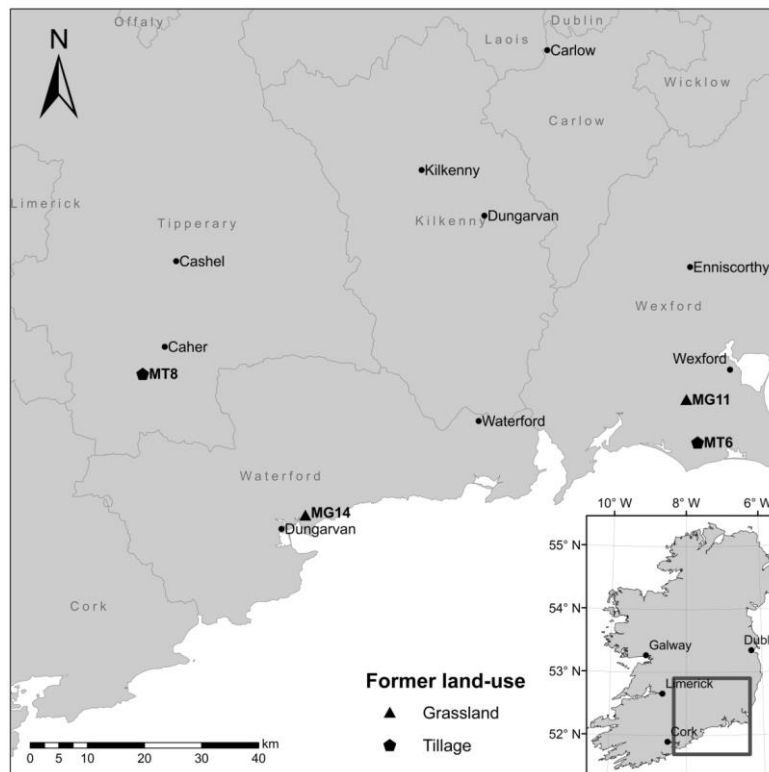 Offaly
Dublin
Laois
N
Carlow
Wicklow
Carlow
Kilkenny
Limerick
Dungarvan
Tipperary
Kilkenny
Cashel
Enniscorthy
Wexford
Caher
Wexford
MT8
MG11
Waterford
MT6
Waterford
MG14
Dungarvan
10° W 8° W 6° W
55° N
54° N
53° N
52° N
Galway
Dubl
Limerick
Cork
Cork
Former land-use
Grassland
Tillage
km
0 5 10 20 30 40